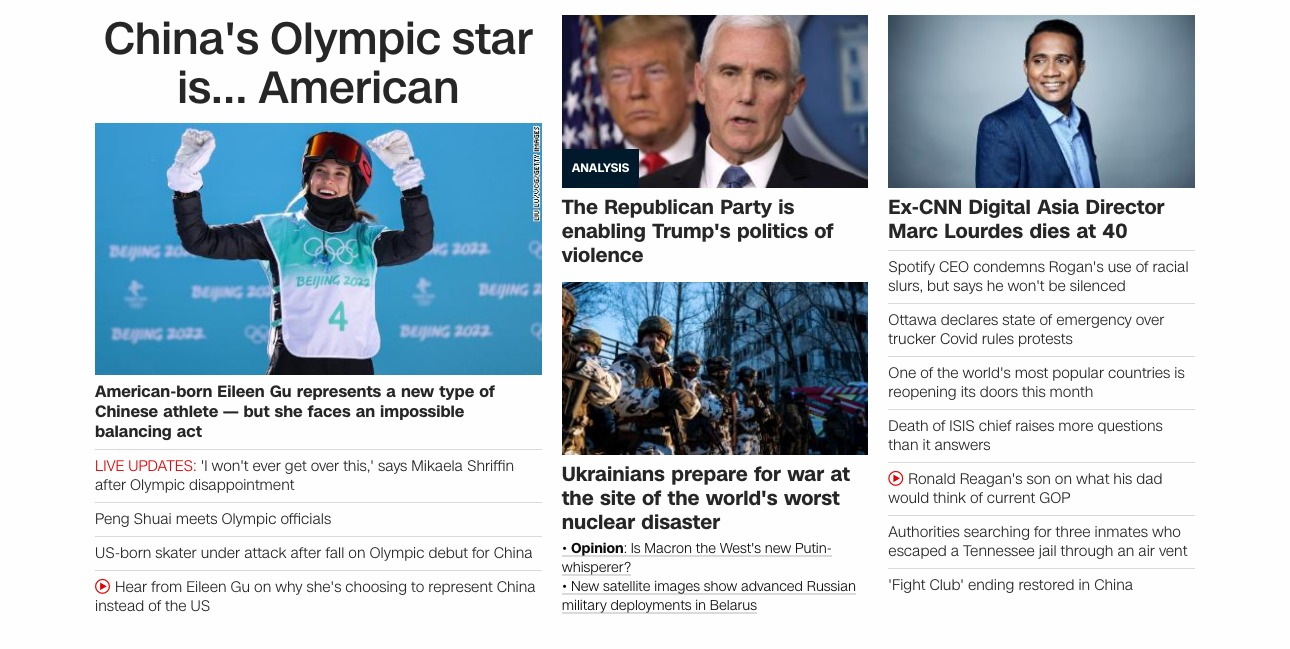 China's Olympic star
is... American
LIU LU/VCG/GETTY IMAGES
BEIJING 2022
BEIJING 2022
BEIJING 2022
BEIJING 2022
BEIJING 2022
BEIJING 2022
4
American-born Eileen Gu represents a new type of
Chinese athlete — but she faces an impossible
balancing act
LIVE UPDATES: 'I won't ever get over this,' says Mikaela Shriffin
after Olympic disappointment
Peng Shuai meets Olympic officials
US-born skater under attack after fall on Olympic debut for China
Hear from Eileen Gu on why she's choosing to represent China
instead of the US
ANALYSIS
The Republican Party is
enabling Trump's politics of
violence
Ukrainians prepare for war at
the site of the world's worst
nuclear disaster
• Opinion: Is Macron the West's new Putin-
whisperer?
• New satellite images show advanced Russian
military deployments in Belarus
Ex-CNN Digital Asia Director
Marc Lourdes dies at 40
Spotify CEO condemns Rogan's use of racial
slurs, but says he won't be silenced
Ottawa declares state of emergency over
trucker Covid rules protests
One of the world's most popular countries is
reopening its doors this month
Death of ISIS chief raises more questions
than it answers
Ronald Reagan's son on what his dad
would think of current GOP
Authorities searching for three inmates who
escaped a Tennessee jail through an air vent
'Fight Club' ending restored in China